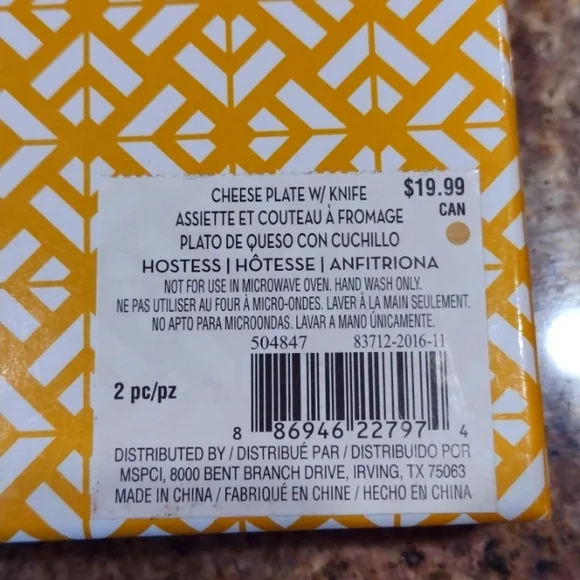 CHEESE PLATE W/ KNIFE $19.99
ASSIETTE ET COUTEAU À FROMAGE CAN
PLATO DE QUESO CON CUCHILLO
HOSTESS | HÔTESSE | ANFITRIONA
NOT FOR USE IN MICROWAVE OVEN. HAND WASH ONLY.
NE PAS UTILISER AU FOUR À MICRO-ONDES. LAVER À LA MAIN SEULEMENT.
NO APTO PARA MICROONDAS. LAVAR A MANO ÚNICAMENTE.
504847 83712-2016-11
2 pc/pz
8 86946 22797 4
DISTRIBUTED BY / DISTRIBUÉ PAR / DISTRIBUIDO POR
MSPCI, 8000 BENT BRANCH DRIVE, IRVING, TX 75063
MADE IN CHINA / FABRIQUÉ EN CHINE / HECHO EN CHINA